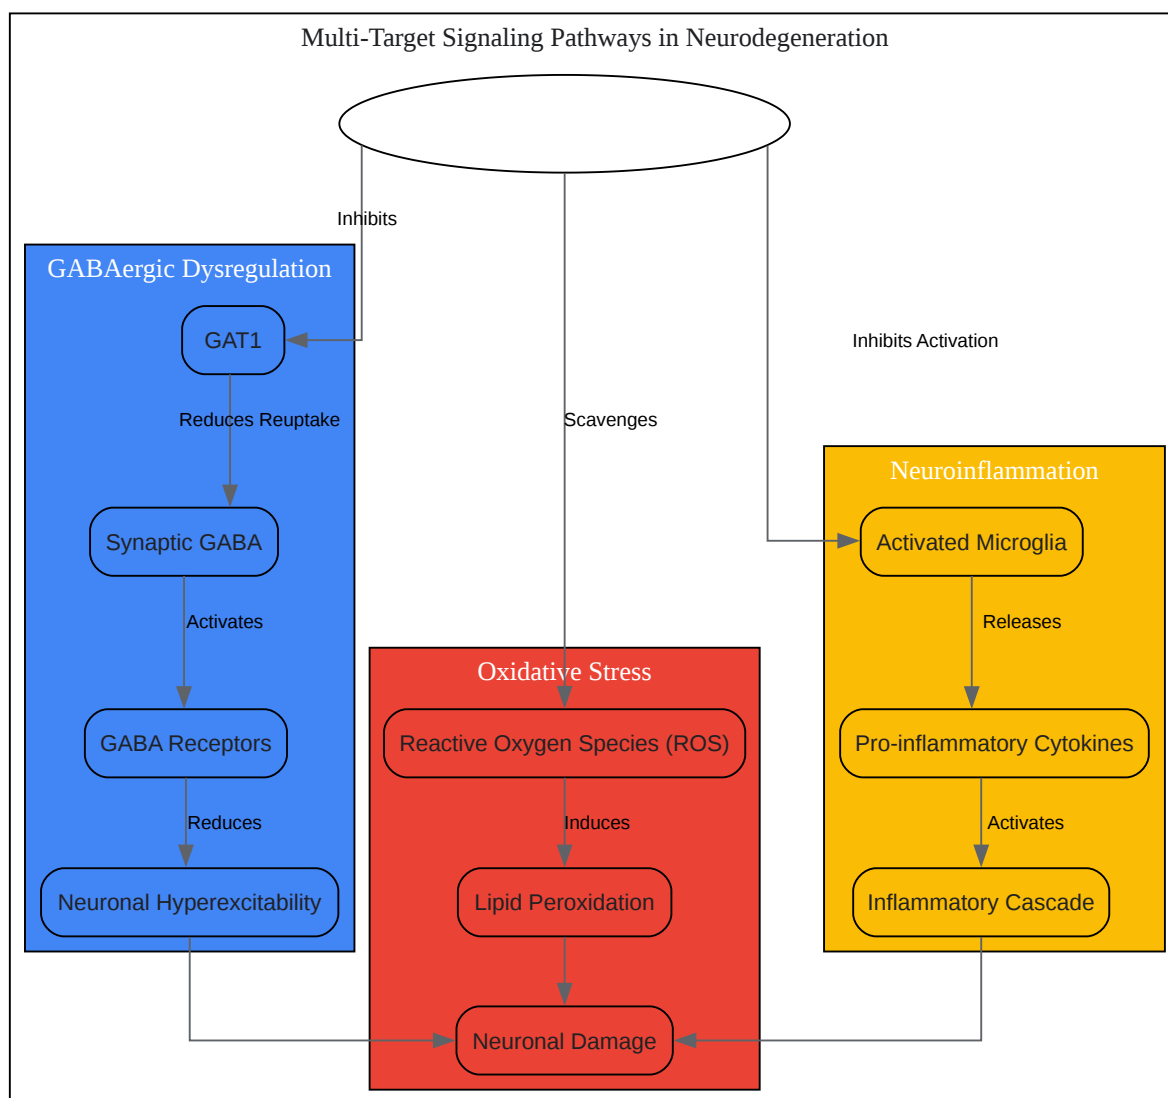 Multi-Target Signaling Pathways in Neurodegeneration
Inhibits
GABAergic Dysregulation
GAT1
Inhibits Activation
Reduces Reuptake
Scavenges
Neuroinflammation
Synaptic GABA
Activated Microglia
Activates
Releases
Oxidative Stress
GABA Receptors
Reactive Oxygen Species (ROS)
Pro-inflammatory Cytokines
Reduces
Induces
Activates
Neuronal Hyperexcitability
Lipid Peroxidation
Inflammatory Cascade
Neuronal Damage